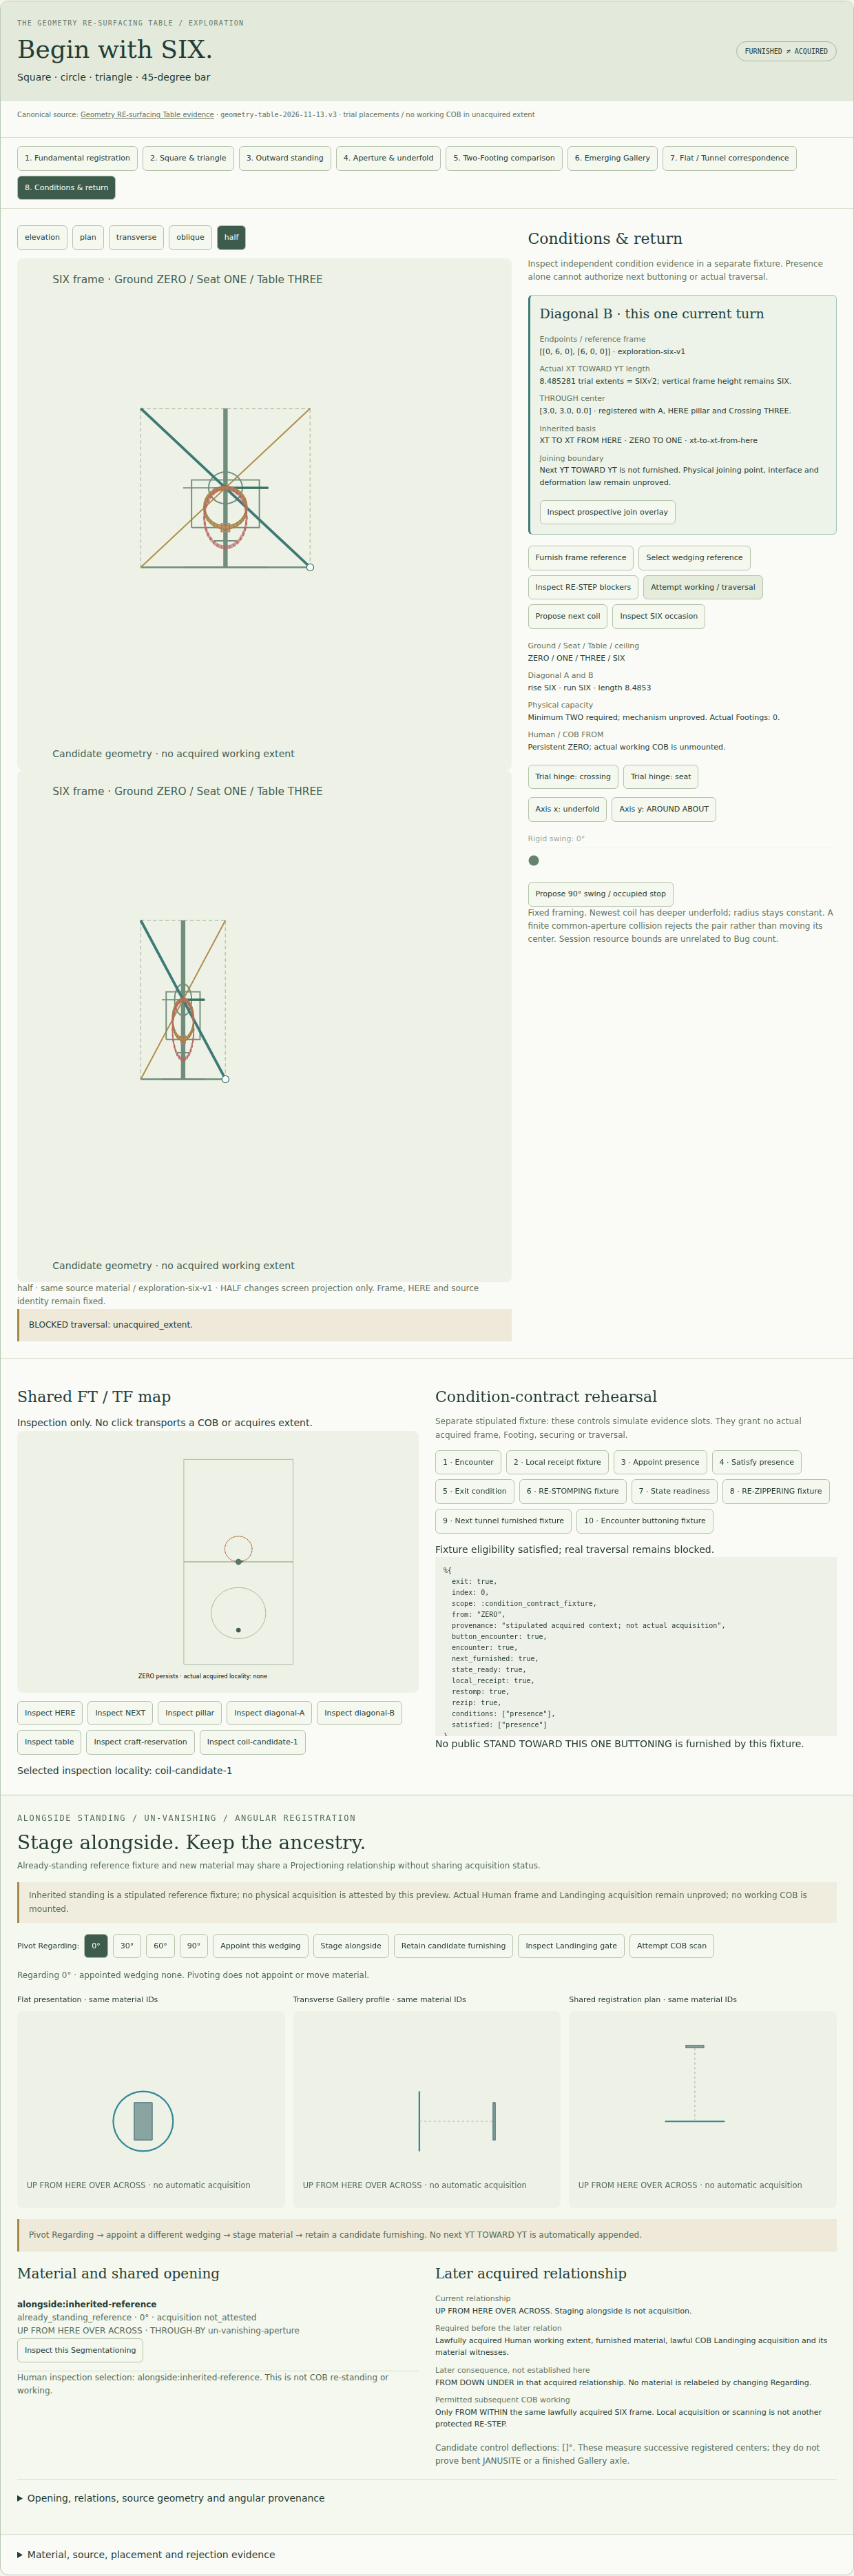 THE GEOMETRY RE-SURFACING TABLE / EXPLORATION
Begin with SIX.
Square · circle · triangle · 45-degree bar
FURNISHED ≠ ACQUIRED
Canonical source: Geometry RE-surfacing Table evidence · geometry-table-2026-11-13.v3 · trial placements / no working COB in unacquired extent
1. Fundamental registration
2. Square & triangle
3. Outward standing
4. Aperture & underfold
5. Two-Footing comparison
6. Emerging Gallery
7. Flat / Tunnel correspondence
8. Conditions & return
elevation
plan
transverse
oblique
half
SIX frame · Ground ZERO / Seat ONE / Table THREE
Candidate geometry · no acquired working extent
SIX frame · Ground ZERO / Seat ONE / Table THREE
Candidate geometry · no acquired working extent
half · same source material / exploration-six-v1 · HALF changes screen projection only. Frame, HERE and source
identity remain fixed.
BLOCKED traversal: unacquired_extent.
Conditions & return
Inspect independent condition evidence in a separate fixture. Presence
alone cannot authorize next buttoning or actual traversal.
Diagonal B · this one current turn
Endpoints / reference frame
[[0, 6, 0], [6, 0, 0]] · exploration-six-v1
Actual XT TOWARD YT length
8.485281 trial extents = SIX√2; vertical frame height remains SIX.
THROUGH center
[3.0, 3.0, 0.0] · registered with A, HERE pillar and Crossing THREE.
Inherited basis
XT TO XT FROM HERE · ZERO TO ONE · xt-to-xt-from-here
Joining boundary
Next YT TOWARD YT is not furnished. Physical joining point, interface and
deformation law remain unproved.
Inspect prospective join overlay
Furnish frame reference
Select wedging reference
Inspect RE-STEP blockers
Attempt working / traversal
Propose next coil
Inspect SIX occasion
Ground / Seat / Table / ceiling
ZERO / ONE / THREE / SIX
Diagonal A and B
rise SIX · run SIX · length 8.4853
Physical capacity
Minimum TWO required; mechanism unproved. Actual Footings: 0.
Human / COB FROM
Persistent ZERO; actual working COB is unmounted.
Trial hinge: crossing
Trial hinge: seat
Axis x: underfold
Axis y: AROUND ABOUT
Rigid swing: 0°
Propose 90° swing / occupied stop
Fixed framing. Newest coil has deeper underfold; radius stays constant. A
finite common-aperture collision rejects the pair rather than moving its
center. Session resource bounds are unrelated to Bug count.
Shared FT / TF map
Inspection only. No click transports a COB or acquires extent.
ZERO persists · actual acquired locality: none
Inspect HERE
Inspect NEXT
Inspect pillar
Inspect diagonal-A
Inspect diagonal-B
Inspect table
Inspect craft-reservation
Inspect coil-candidate-1
Selected inspection locality: coil-candidate-1
Condition-contract rehearsal
Separate stipulated fixture: these controls simulate evidence slots. They grant no actual
acquired frame, Footing, securing or traversal.
1 · Encounter
2 · Local receipt fixture
3 · Appoint presence
4 · Satisfy presence
5 · Exit condition
6 · RE-STOMPING fixture
7 · State readiness
8 · RE-ZIPPERING fixture
9 · Next tunnel furnished fixture
10 · Encounter buttoning fixture
Fixture eligibility satisfied; real traversal remains blocked.
%{
exit: true,
index: 0,
scope: :condition_contract_fixture,
from: "ZERO",
provenance: "stipulated acquired context; not actual acquisition",
button_encounter: true,
encounter: true,
next_furnished: true,
state_ready: true,
local_receipt: true,
restomp: true,
rezip: true,
conditions: ["presence"],
satisfied: ["presence"]
No public STAND TOWARD THIS ONE BUTTONING is furnished by this fixture.
ALONGSIDE STANDING / UN-VANISHING / ANGULAR REGISTRATION
Stage alongside. Keep the ancestry.
Already-standing reference fixture and new material may share a Projectioning relationship without sharing acquisition status.
Inherited standing is a stipulated reference fixture; no physical acquisition is attested by this preview. Actual Human frame and Landinging acquisition remain unproved; no working COB is
mounted.
Pivot Regarding:
0°
30°
60°
90°
Appoint this wedging
Stage alongside
Retain candidate furnishing
Inspect Landinging gate
Attempt COB scan
Regarding 0° · appointed wedging none. Pivoting does not appoint or move material.
Flat presentation · same material IDs
Transverse Gallery profile · same material IDs
Shared registration plan · same material IDs
UP FROM HERE OVER ACROSS · no automatic acquisition
UP FROM HERE OVER ACROSS · no automatic acquisition
UP FROM HERE OVER ACROSS · no automatic acquisition
Pivot Regarding → appoint a different wedging → stage material → retain a candidate furnishing. No next YT TOWARD YT is automatically appended.
Material and shared opening
alongside:inherited-reference
already_standing_reference · 0° · acquisition not_attested
UP FROM HERE OVER ACROSS · THROUGH-BY un-vanishing-aperture
Inspect this Segmentationing
Human inspection selection: alongside:inherited-reference. This is not COB re-standing or
working.
Later acquired relationship
Current relationship
UP FROM HERE OVER ACROSS. Staging alongside is not acquisition.
Required before the later relation
Lawfully acquired Human working extent, furnished material, lawful COB Landinging acquisition and its
material witnesses.
Later consequence, not established here
FROM DOWN UNDER in that acquired relationship. No material is relabeled by changing Regarding.
Permitted subsequent COB working
Only FROM WITHIN the same lawfully acquired SIX frame. Local acquisition or scanning is not another
protected RE-STEP.
Candidate control deflections: []°. These measure successive registered centers; they do not
prove bent JANUSITE or a finished Gallery axle.
Opening, relations, source geometry and angular provenance
Material, source, placement and rejection evidence